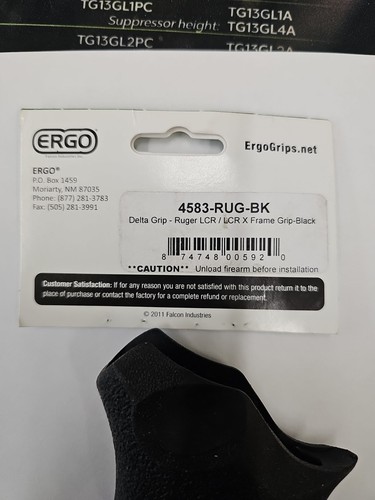 TG13GL1PC TG13GL1A
Suppressor height: TG13GL4A
TG13GL2PC TG13GL2A
ERGO
ErgoGrips.net
ERGO®
P.O. Box 1459
Moriarty, NM 87035
Phone: (877) 281-3783
Fax: (505) 281-3991
4583-RUG-BK
Delta Grip - Ruger LCR / LCR X Frame Grip-Black
8 74748 00592 0
**CAUTION** Unload firearm before installation
Customer Satisfaction: If for any reason you are not satisfied with this product return it to the
place of purchase or contact the factory for a complete refund or replacement.
© 2011 Falcon Industries